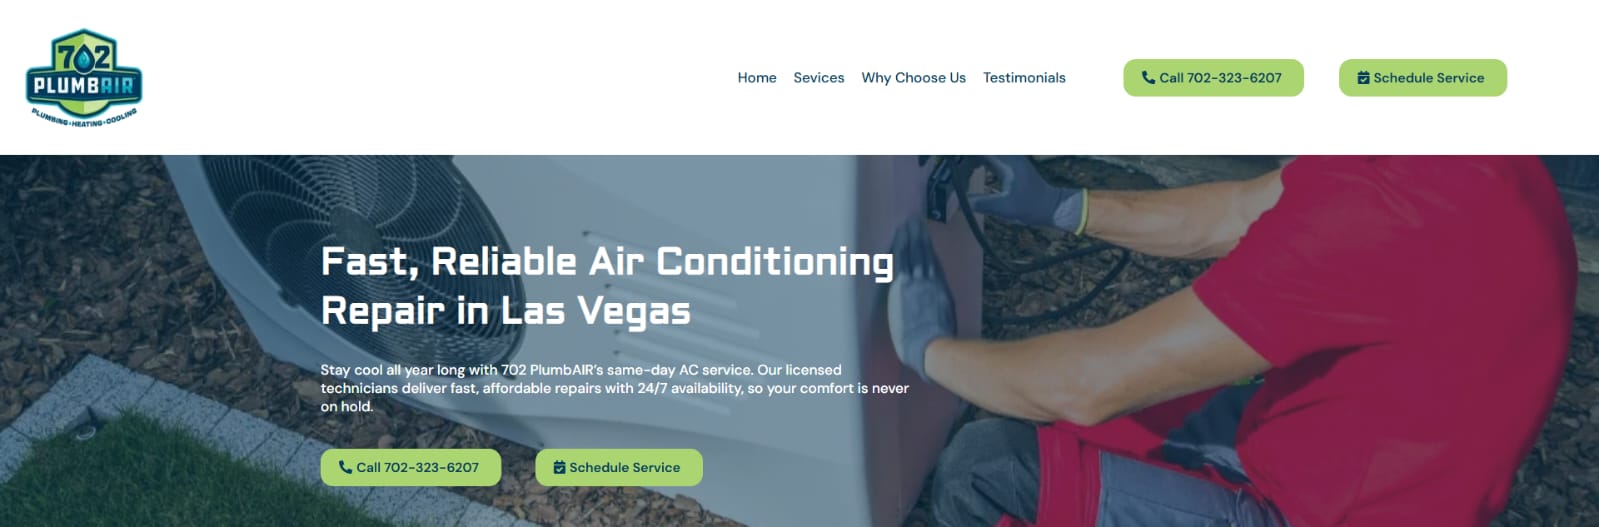 702
PLUMBAIR
PLUMBING • HEATING • COOLING
Home Sevices Why Choose Us Testimonials Call 702-323-6207 Schedule Service
Fast, Reliable Air Conditioning
Repair in Las Vegas
Stay cool all year long with 702 PlumbAIR's same-day AC service. Our licensed
technicians deliver fast, affordable repairs with 24/7 availability, so your comfort is never
on hold.
Call 702-323-6207 Schedule Service